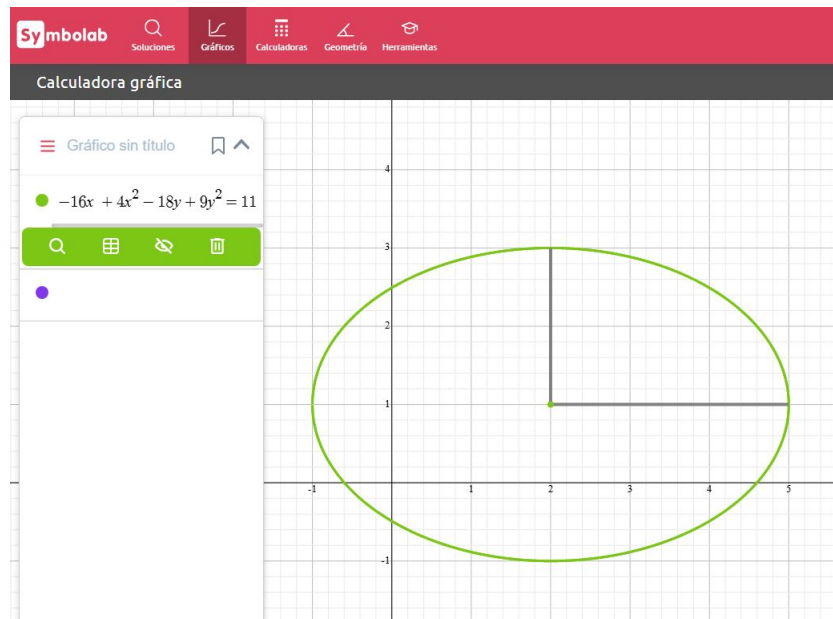 Symbolab
Soluciones
Gráficos
Calculadoras
Geometría
Herramientas
Calculadora gráfica
Gráfico sin título
−16x + 4x² − 18y + 9y² = 11
4
3
2
1
-1
1
2
3
4
5
-1